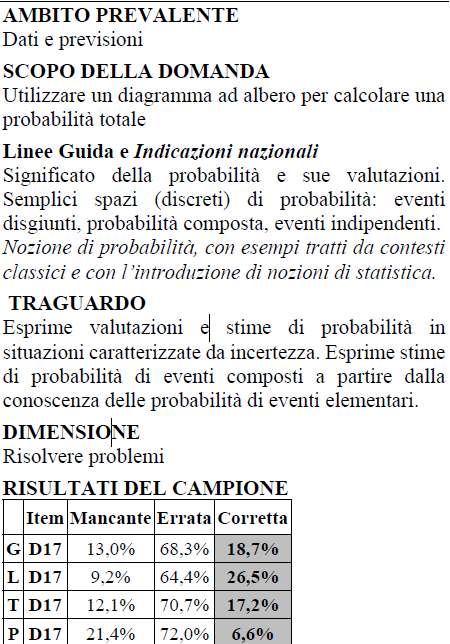 AMBITO PREVALENTE
Dati e previsioni
SCOPO DELLA DOMANDA
Utilizzare un diagramma ad albero per calcolare una
probabilità totale
Linee Guida e Indicazioni nazionali
Significato della probabilità e sue valutazioni.
Semplici spazi (discreti) di probabilità: eventi
disgiunti, probabilità composta, eventi indipendenti.
Nozione di probabilità, con esempi tratti da contesti
classici e con l’introduzione di nozioni di statistica.
TRAGUARDO
Esprime valutazioni e stime di probabilità in
situazioni caratterizzate da incertezza. Esprime stime
di probabilità di eventi composti a partire dalla
conoscenza delle probabilità di eventi elementari.
DIMENSIONE
Risolvere problemi
RISULTATI DEL CAMPIONE
Item Mancante Errata Corretta
G D17 13,0% 68,3% 18,7%
L D17 9,2% 64,4% 26,5%
T D17 12,1% 70,7% 17,2%
P D17 21,4% 72,0% 6,6%